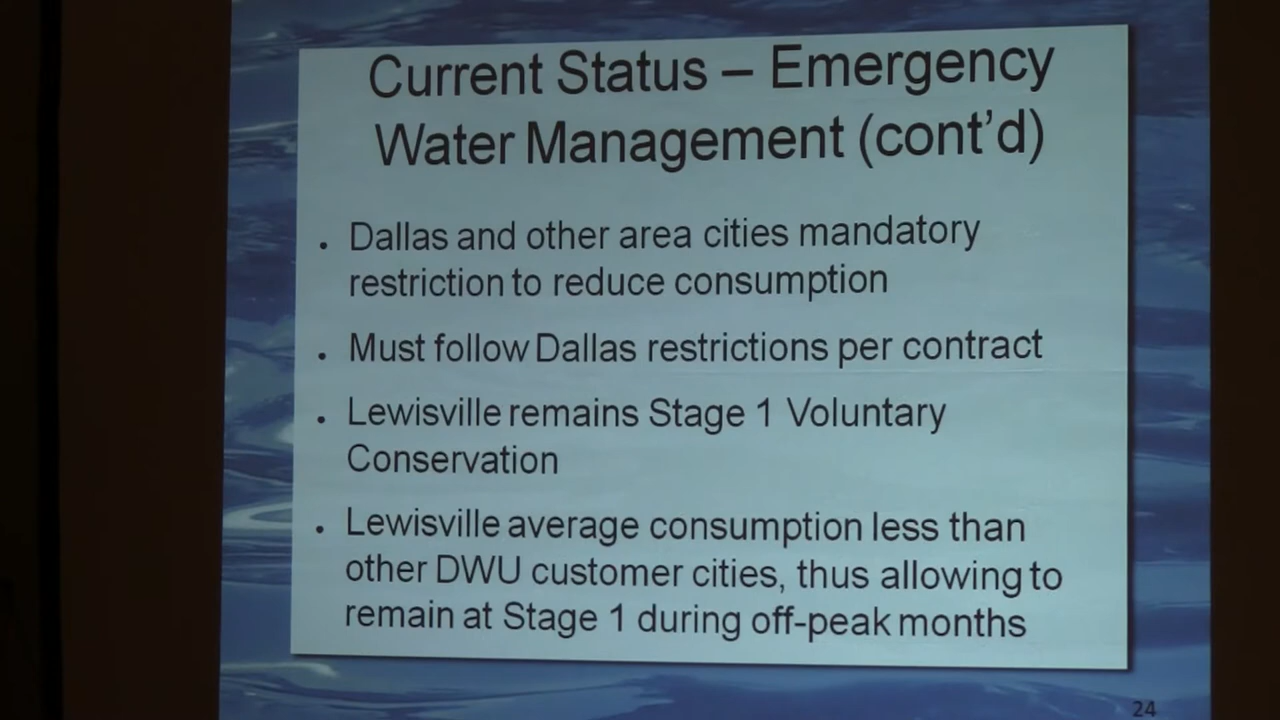 Current Status – Emergency
Water Management (cont'd)
• Dallas and other area cities mandatory
restriction to reduce consumption
• Must follow Dallas restrictions per contract
• Lewisville remains Stage 1 Voluntary
Conservation
• Lewisville average consumption less than
other DWU customer cities, thus allowing to
remain at Stage 1 during off-peak months
24